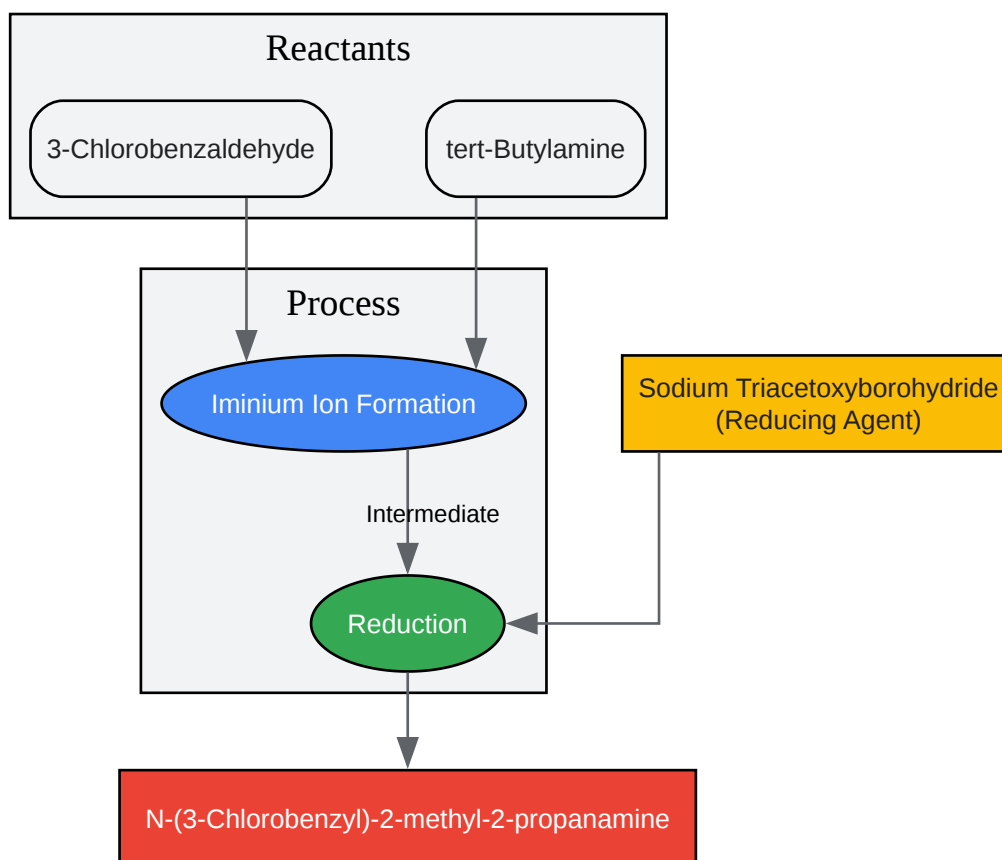 Reactants
3-Chlorobenzaldehyde
tert-Butylamine
Process
Iminium Ion Formation
Sodium Triacetoxyborohydride
(Reducing Agent)
Intermediate
Reduction
N-(3-Chlorobenzyl)-2-methyl-2-propanamine